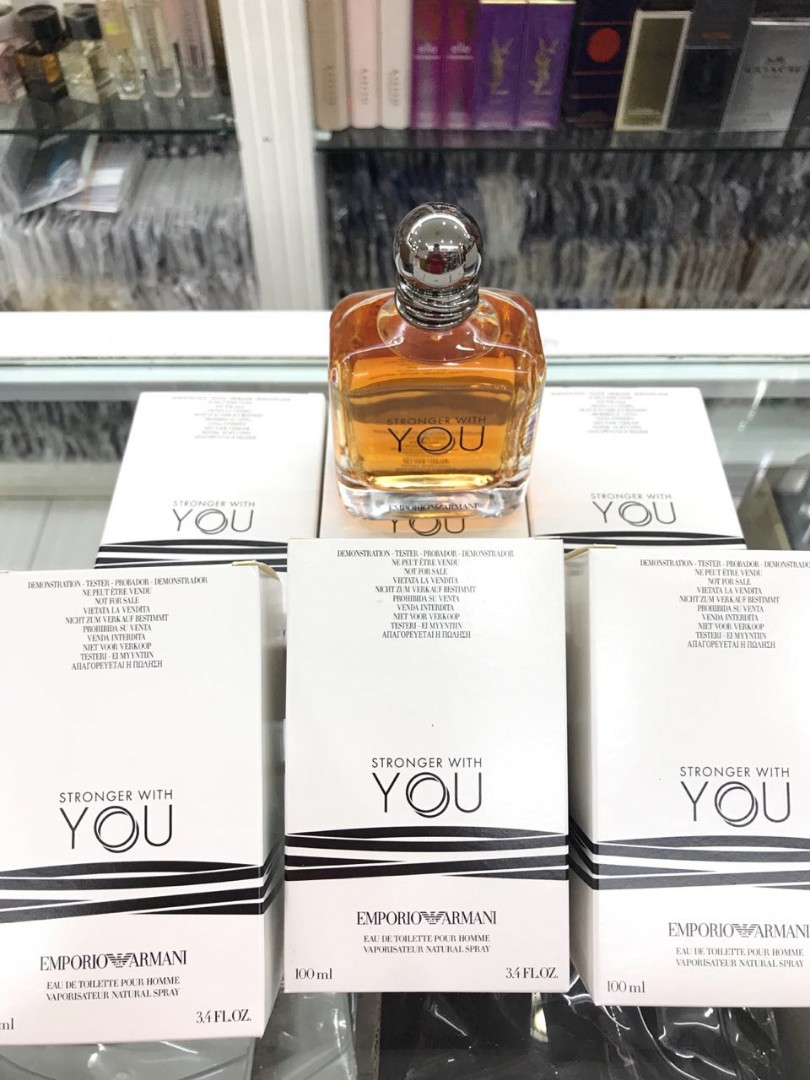 elle
elle
COACH
STRONGER WITH
YOU
EMPORIO ARMANI
STRONGER WITH
YOU
YOU
STRONGER WITH
YOU
DEMONSTRATION - TESTER - PROBADOR - DEMONSTRADOR
NE PEUT ÊTRE VENDU
NOT FOR SALE
VIETATA LA VENDITA
NICHT ZUM VERKAUF BESTIMMT
PROHIBIDA SU VENTA
VENDA INTERDITA
NIET VOOR VERKOOP
TESTERI - EI MYYNTIIN
ΑΠΑΓΟΡΕΥΕΤΑΙ Η ΠΩΛΗΣΗ
STRONGER WITH
YOU
EMPORIO ARMANI
EAU DE TOILETTE POUR HOMME
VAPORISATEUR NATURAL SPRAY
ml 3.4 FL.OZ.
DEMONSTRATION - TESTER - PROBADOR - DEMONSTRADOR
NE PEUT ÊTRE VENDU
NOT FOR SALE
VIETATA LA VENDITA
NICHT ZUM VERKAUF BESTIMMT
PROHIBIDA SU VENTA
VENDA INTERDITA
NIET VOOR VERKOOP
TESTERI - EI MYYNTIIN
ΑΠΑΓΟΡΕΥΕΤΑΙ Η ΠΩΛΗΣΗ
STRONGER WITH
YOU
EMPORIO ARMANI
EAU DE TOILETTE POUR HOMME
VAPORISATEUR NATURAL SPRAY
100 ml 3.4 FL.OZ.
DEMONSTRATION - TESTER - PROBADOR - DEMONSTRADO
NE PEUT ÊTRE VENDU
NOT FOR SALE
VIETATA LA VENDITA
NICHT ZUM VERKAUF BESTIMMT
PROHIBIDA SU VENTA
VENDA INTERDITA
NIET VOOR VERKOOP
TESTERI - EI MYYNTIIN
ΑΠΑΓΟΡΕΥΕΤΑΙ Η ΠΩΛΗΣΗ
STRONGER WITH
YOU
EMPORIO ARMANI
EAU DE TOILETTE POUR HOMME
VAPORISATEUR NATURAL SPRAY
100 ml